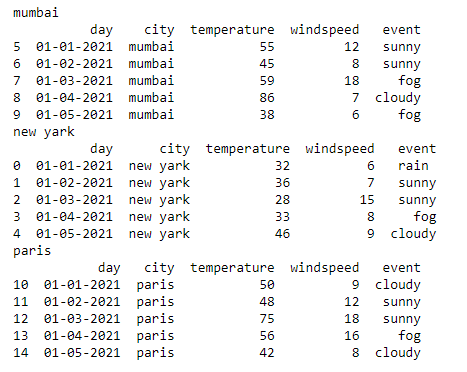 mumbai
day city temperature windspeed event
5 01-01-2021 mumbai 55 12 sunny
6 01-02-2021 mumbai 45 8 sunny
7 01-03-2021 mumbai 59 18 fog
8 01-04-2021 mumbai 86 7 cloudy
9 01-05-2021 mumbai 38 6 fog
new yark
day city temperature windspeed event
0 01-01-2021 new yark 32 6 rain
1 01-02-2021 new yark 36 7 sunny
2 01-03-2021 new yark 28 15 sunny
3 01-04-2021 new yark 33 8 fog
4 01-05-2021 new yark 46 9 cloudy
paris
day city temperature windspeed event
10 01-01-2021 paris 50 9 cloudy
11 01-02-2021 paris 48 12 sunny
12 01-03-2021 paris 75 18 sunny
13 01-04-2021 paris 56 16 fog
14 01-05-2021 paris 42 8 cloudy